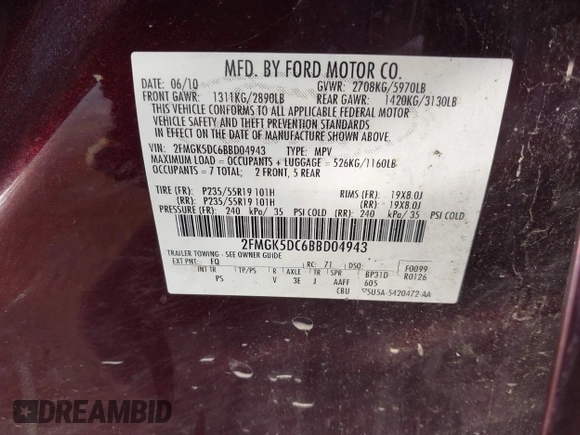 MFD. BY FORD MOTOR CO.
DATE: 06/10 GVWR: 2708KG/5970LB
FRONT GAWR: 1311KG/2890LB REAR GAWR: 1420KG/3130LB
THIS VEHICLE CONFORMS TO ALL APPLICABLE FEDERAL MOTOR
VEHICLE SAFETY AND THEFT PREVENTION STANDARDS
IN EFFECT ON THE DATE OF MANUFACTURE SHOWN ABOVE.
VIN: 2FMGK5DC6BBD04943 TYPE: MPV
MAXIMUM LOAD = OCCUPANTS + LUGGAGE = 526KG/1160LB
OCCUPANTS = 7 TOTAL; 2 FRONT, 5 REAR
TIRE (FR): P235/55R19 101H RIMS (FR): 19X8.0J
(RR): P235/55R19 101H (RR): 19X8.0J
PRESSURE (FR): 240 kPa/ 35 PSI COLD (RR): 240 kPa/ 35 PSI COLD
2FMGK5DC6BBD04943
TRAILER TOWING - SEE OWNER GUIDE
EXT PNT: FQ RC: 71 DSO: F0099
INT TR TP/PS R AXLE TR SPR BP31D R0126
PS V 3E J AAFF 605
CBU 5U5A-5420472-AA
DREAMBID